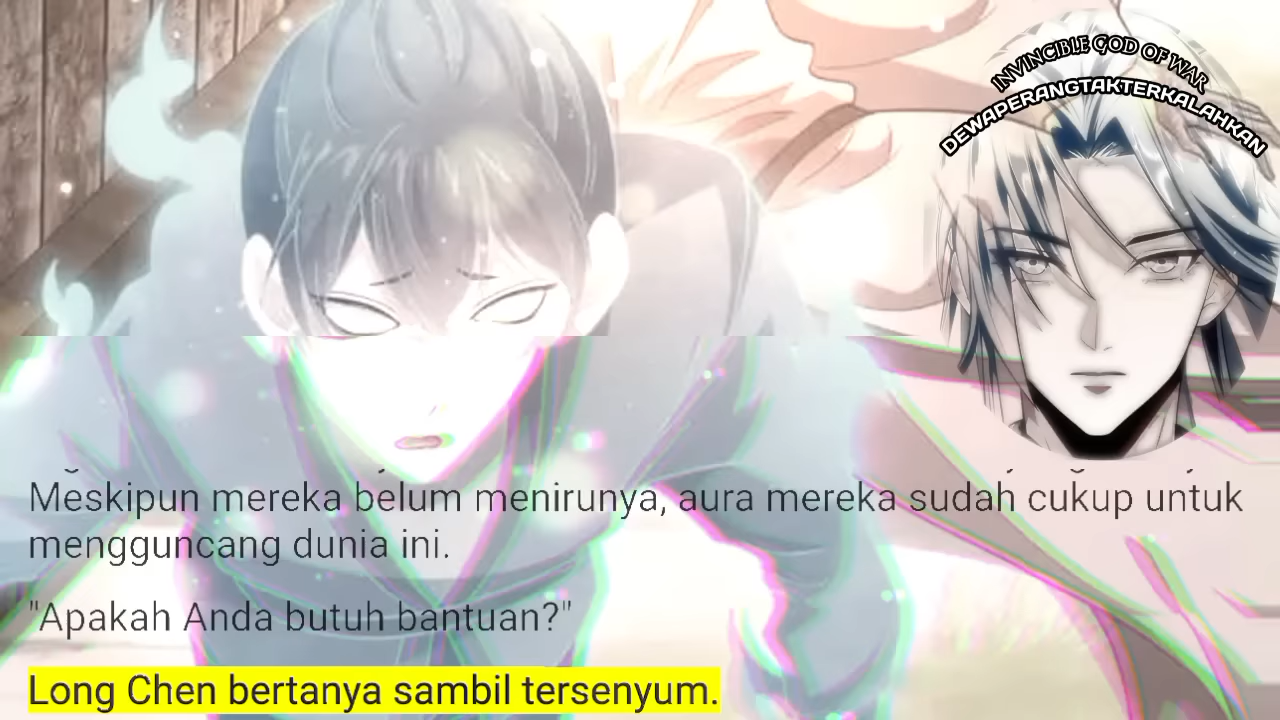 INVINCIBLE GOD OF WAR
DEWAPERANGTAKTERKALAHKAN
Meskipun mereka belum menirunya, aura mereka sudah cukup untuk
mengguncang dunia ini.
"Apakah Anda butuh bantuan?"
Long Chen bertanya sambil tersenyum.